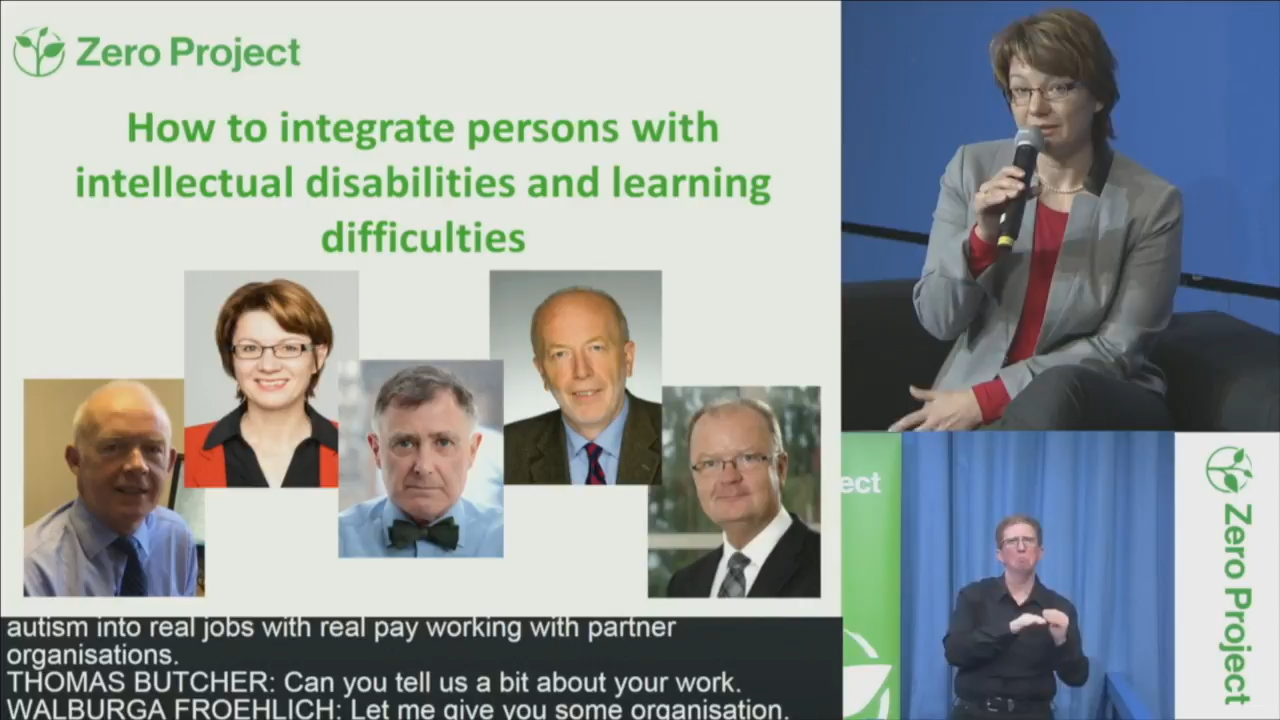 Zero Project
How to integrate persons with
intellectual disabilities and learning
difficulties
autism into real jobs with real pay working with partner
organisations.
THOMAS BUTCHER: Can you tell us a bit about your work.
WALBURGA FROEHLICH: Let me give you some organisation.
ect
Zero Project